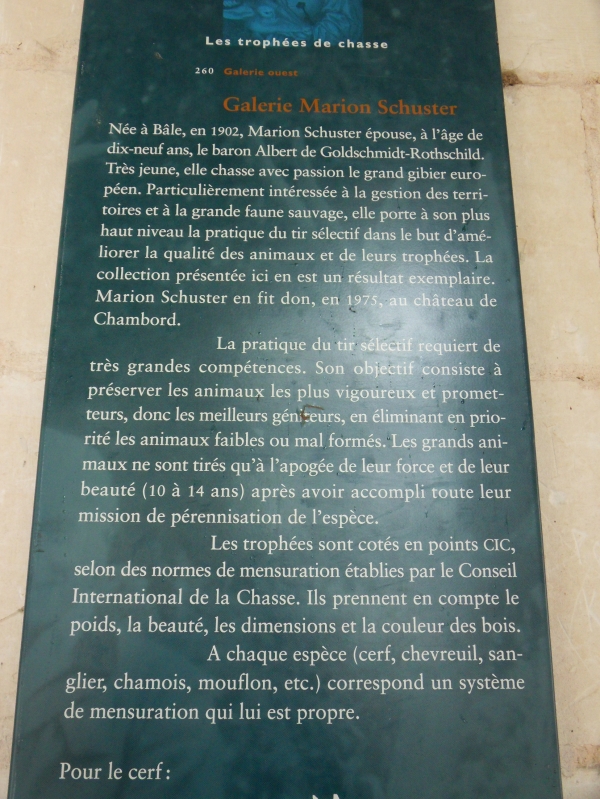 Les trophées de chasse
260 Galerie ouest
Galerie Marion Schuster
Née à Bâle, en 1902, Marion Schuster épouse, à l'âge de
dix-neuf ans, le baron Albert de Goldschmidt-Rothschild.
Très jeune, elle chasse avec passion le grand gibier euro-
péen. Particulièrement intéressée à la gestion des terri-
toires et à la grande faune sauvage, elle porte à son plus
haut niveau la pratique du tir sélectif dans le but d'amé-
liorer la qualité des animaux et de leurs trophées. La
collection présentée ici en est un résultat exemplaire.
Marion Schuster en fit don, en 1975, au château de
Chambord.
La pratique du tir sélectif requiert de
très grandes compétences. Son objectif consiste à
préserver les animaux les plus vigoureux et promet-
teurs, donc les meilleurs géniteurs, en éliminant en prio-
rité les animaux faibles ou mal formés. Les grands ani-
maux ne sont tirés qu'à l'apogée de leur force et de leur
beauté (10 à 14 ans) après avoir accompli toute leur
mission de pérennisation de l'espèce.
Les trophées sont cotés en points CIC,
selon des normes de mensuration établies par le Conseil
International de la Chasse. Ils prennent en compte le
poids, la beauté, les dimensions et la couleur des bois.
A chaque espèce (cerf, chevreuil, san-
glier, chamois, mouflon, etc.) correspond un système
de mensuration qui lui est propre.
Pour le cerf :